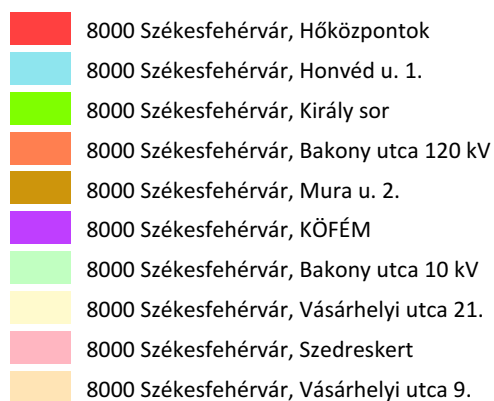 8000 Székesfehérvár, Hőközpontok
8000 Székesfehérvár, Honvéd u. 1.
8000 Székesfehérvár, Király sor
8000 Székesfehérvár, Bakony utca 120 kV
8000 Székesfehérvár, Mura u. 2.
8000 Székesfehérvár, KÖFÉM
8000 Székesfehérvár, Bakony utca 10 kV
8000 Székesfehérvár, Vásárhelyi utca 21.
8000 Székesfehérvár, Szedreskert
8000 Székesfehérvár, Vásárhelyi utca 9.